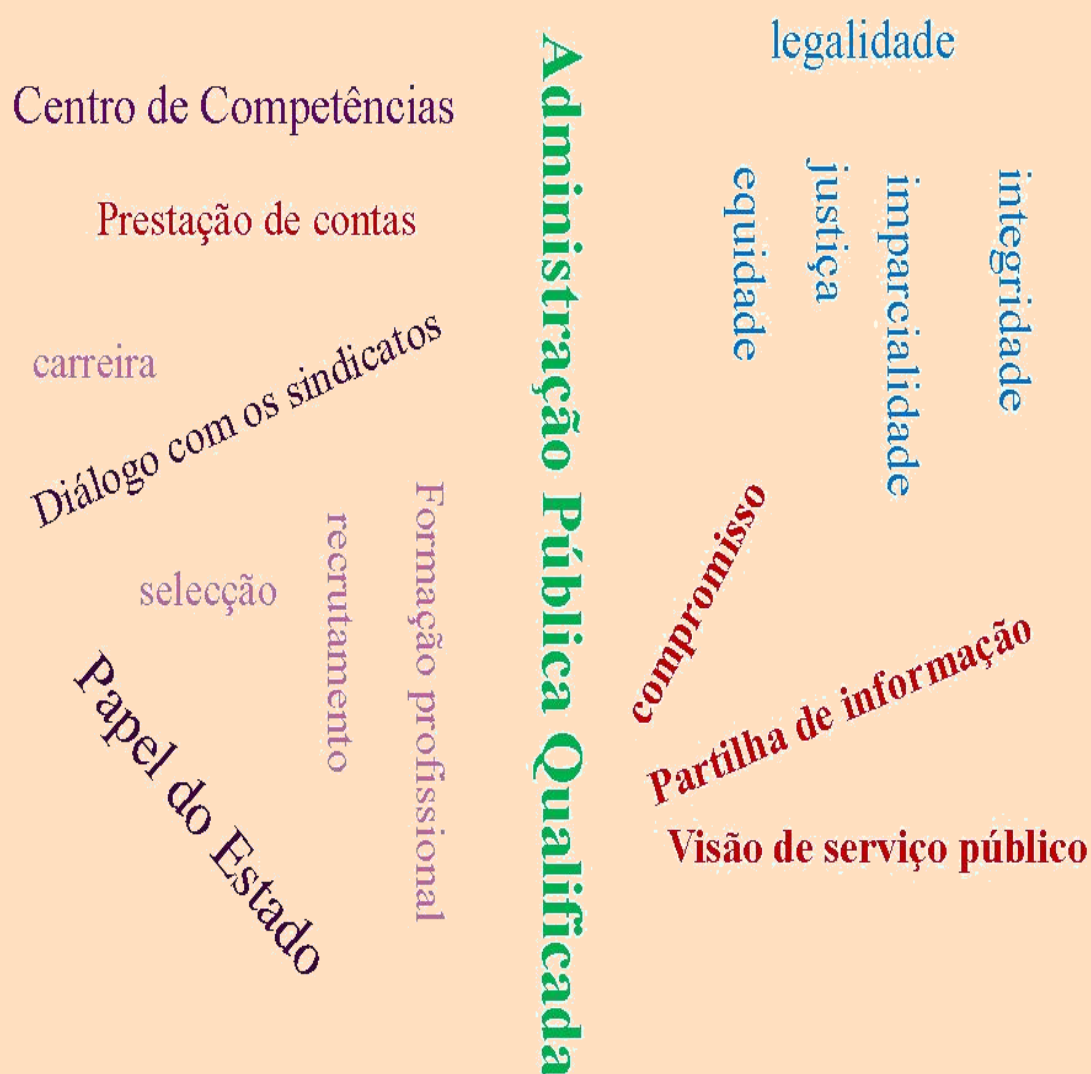 Centro de Competências
Prestação de contas
carreira
Diálogo com os sindicatos
selecção
recrutamento
Formação profissional
Papel do Estado
Administração Pública Qualificada
legalidade
equidade
justiça
imparcialidade
integridade
compromisso
Partilha de informação
Visão de serviço público